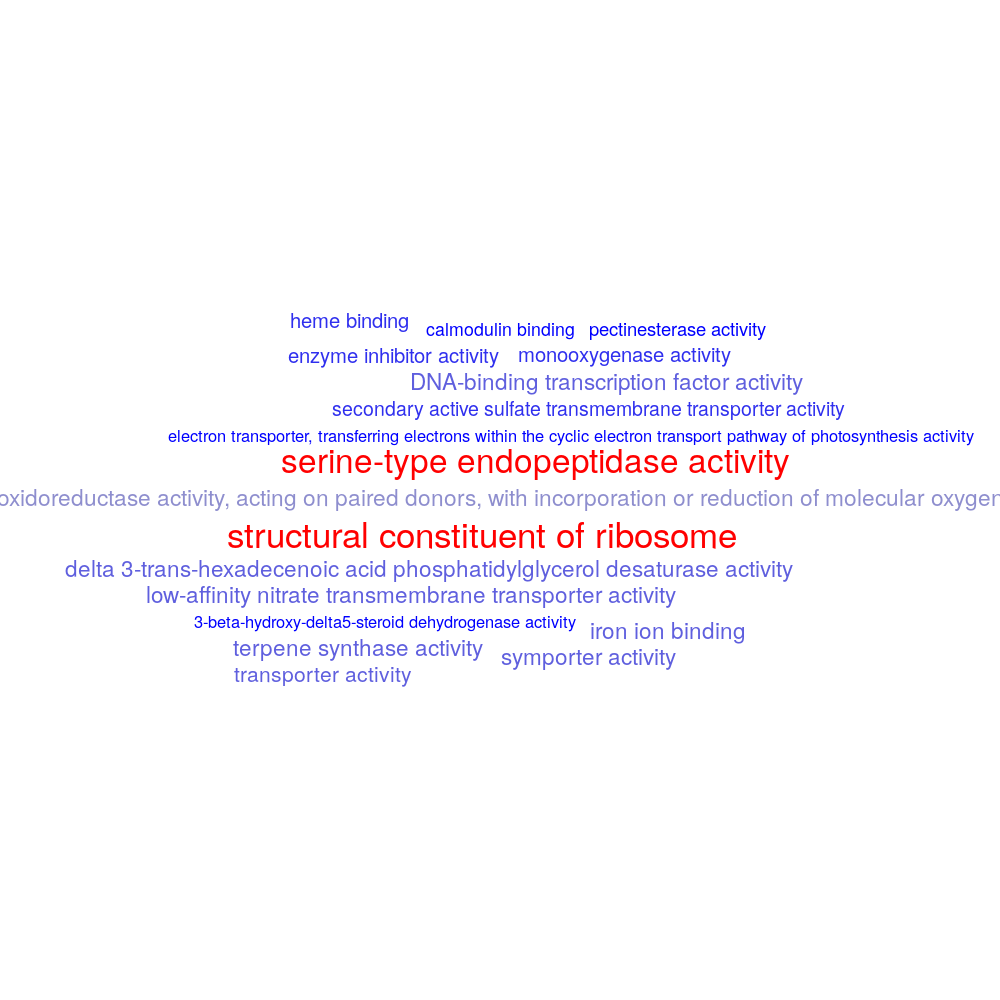 heme binding
calmodulin binding pectinesterase activity
enzyme inhibitor activity monooxygenase activity
DNA-binding transcription factor activity
secondary active sulfate transmembrane transporter activity
electron transporter, transferring electrons within the cyclic electron transport pathway of photosynthesis activity
serine-type endopeptidase activity
oxidoreductase activity, acting on paired donors, with incorporation or reduction of molecular oxygen
structural constituent of ribosome
delta 3-trans-hexadecenoic acid phosphatidylglycerol desaturase activity
low-affinity nitrate transmembrane transporter activity
3-beta-hydroxy-delta5-steroid dehydrogenase activity
iron ion binding
terpene synthase activity
symporter activity
transporter activity